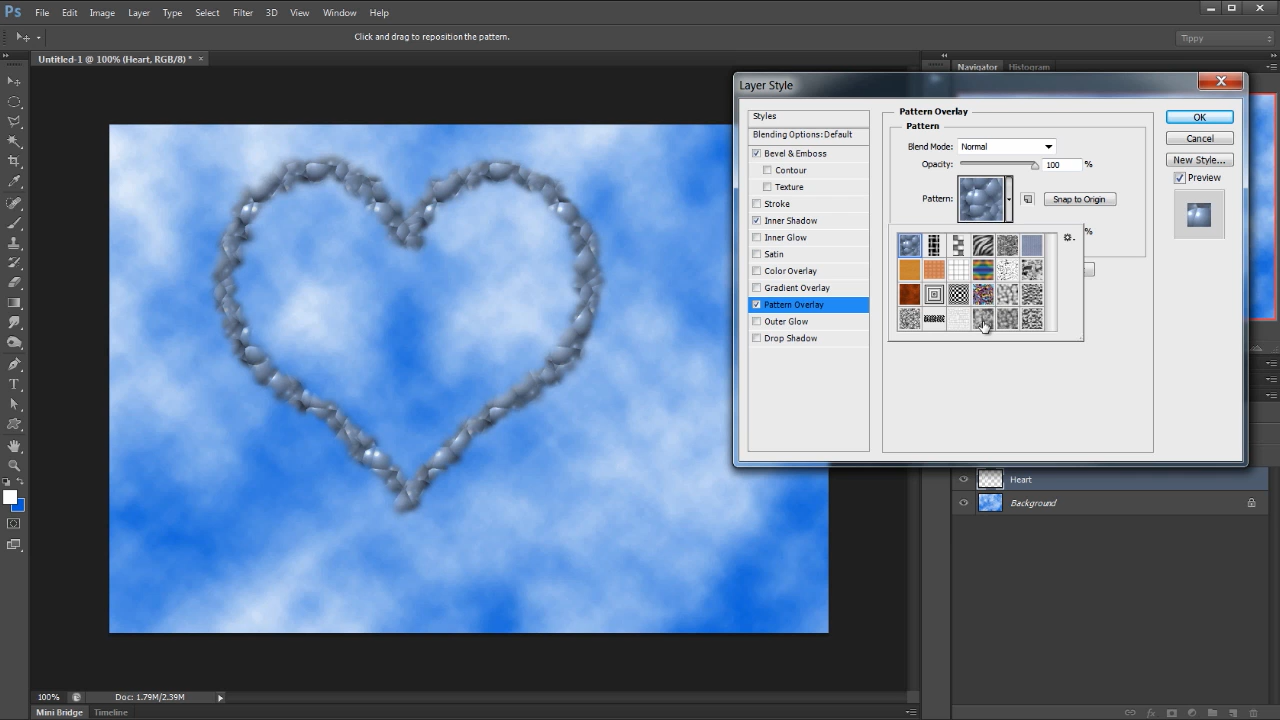 Ps File Edit Image Layer Type Select Filter 3D View Window Help
Click and drag to reposition the pattern.
Tippy
Untitled-1 @ 100% (Heart, RGB/8) * ×
Navigator Histogram
Layer Style
Styles
Blending Options: Default
Bevel & Emboss
Contour
Texture
Stroke
Inner Shadow
Inner Glow
Satin
Color Overlay
Gradient Overlay
Pattern Overlay
Outer Glow
Drop Shadow
Pattern Overlay
Pattern
Blend Mode: Normal
Opacity: 100 %
Pattern: Snap to Origin
%
OK
Cancel
New Style...
Preview
Heart
Background
100% Doc: 1.79M/2.39M
Mini Bridge Timeline
fx